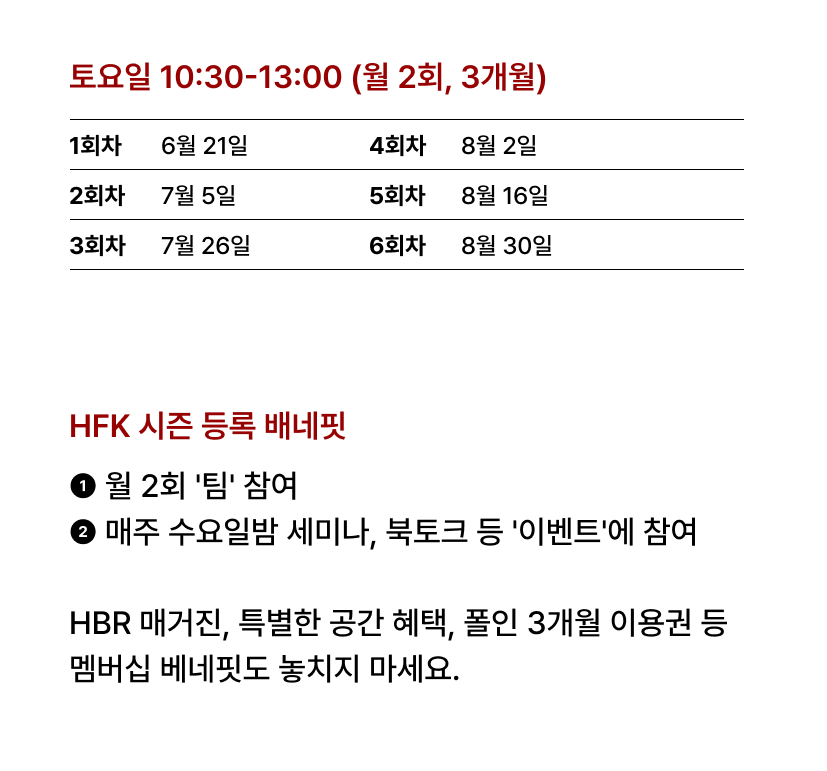 토요일 10:30-13:00 (월 2회, 3개월)
1회차 6월 21일 4회차 8월 2일
2회차 7월 5일 5회차 8월 16일
3회차 7월 26일 6회차 8월 30일
HFK 시즌 등록 배네핏
❶ 월 2회 '팀' 참여
❷ 매주 수요일밤 세미나, 북토크 등 '이벤트'에 참여
HBR 매거진, 특별한 공간 혜택, 폴인 3개월 이용권 등
멤버십 베네핏도 놓치지 마세요.